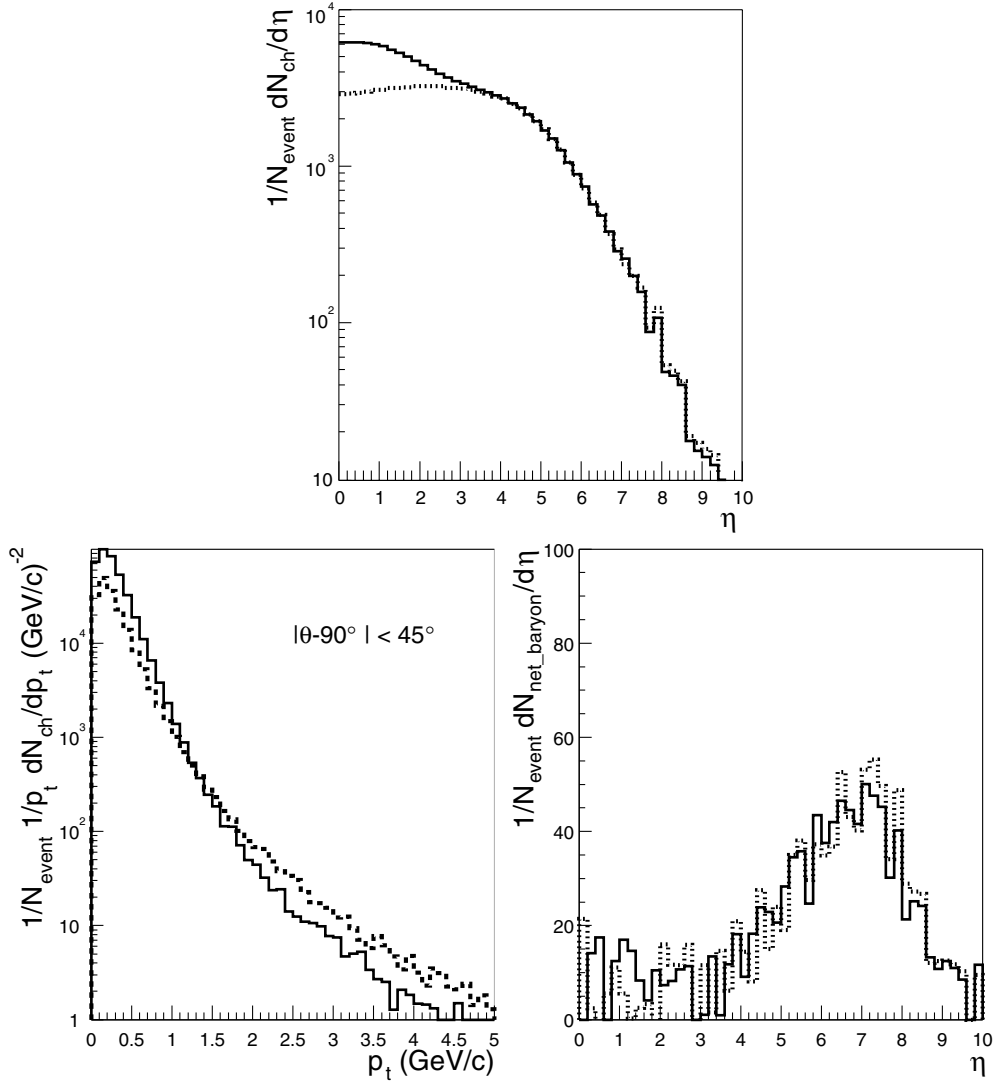 1/N_event dN_ch/dη
10^4
10^3
10^2
10
0 1 2 3 4 5 6 7 8 9 10
η
1/N_event 1/p_t dN_ch/dp_t (GeV/c)^-2
|θ-90° | < 45°
10^4
10^3
10^2
10
1
0 0.5 1 1.5 2 2.5 3 3.5 4 4.5 5
p_t (GeV/c)
1/N_event dN_net_baryon/dη
100
80
60
40
20
0
0 1 2 3 4 5 6 7 8 9 10
η